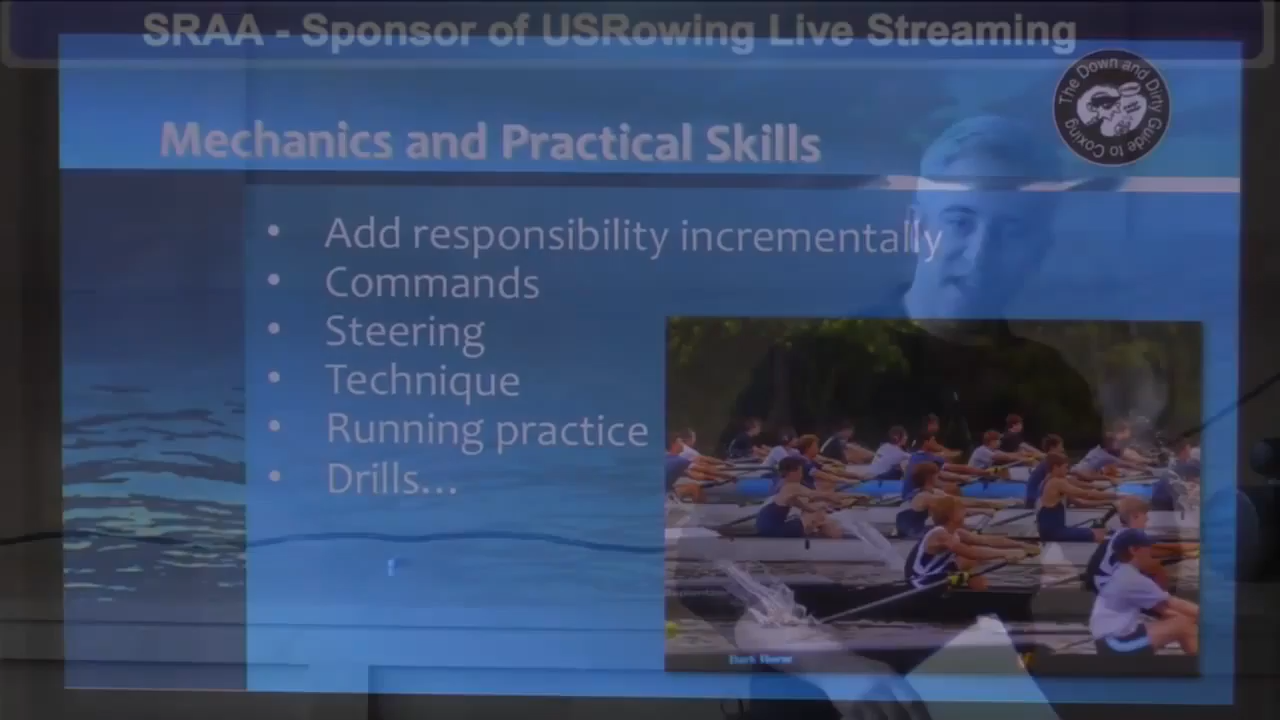 SRAA - Sponsor of USRowing Live Streaming
The Down and Dirty
Guide to Coxing
Mechanics and Practical Skills
• Add responsibility incrementally
• Commands
• Steering
• Technique
• Running practice
• Drills...